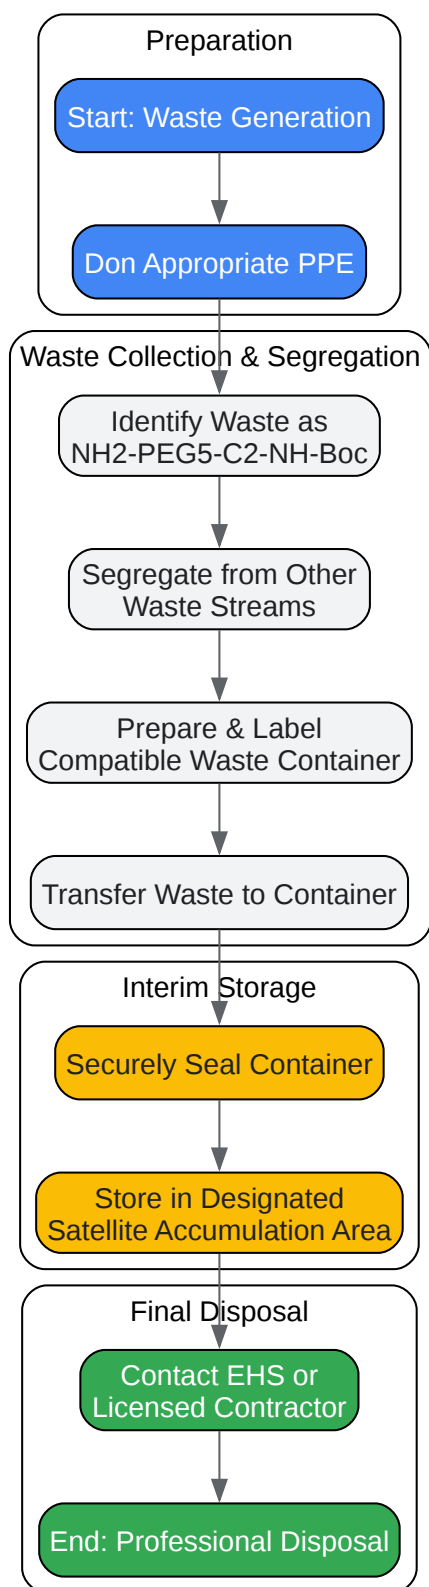 Preparation
Start: Waste Generation
Don Appropriate PPE
Waste Collection & Segregation
Identify Waste as
NH2-PEG5-C2-NH-Boc
Segregate from Other
Waste Streams
Prepare & Label
Compatible Waste Container
Transfer Waste to Container
Interim Storage
Securely Seal Container
Store in Designated
Satellite Accumulation Area
Final Disposal
Contact EHS or
Licensed Contractor
End: Professional Disposal